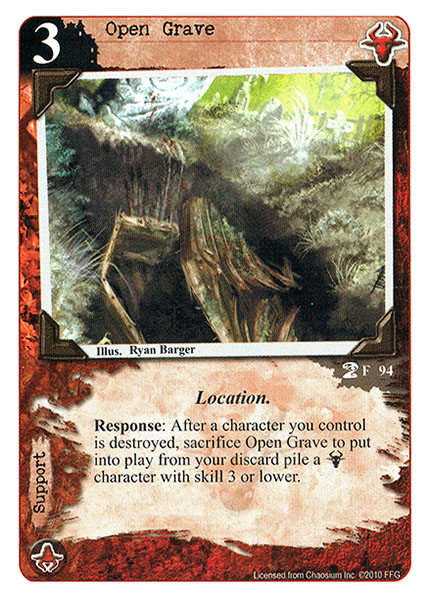 3
Open Grave
Illus. Ryan Barger
F 94
Location.
Response: After a character you control
is destroyed, sacrifice Open Grave to put
into play from your discard pile a
character with skill 3 or lower.
Support
Licensed from Chaosium Inc. ©2010 FFG